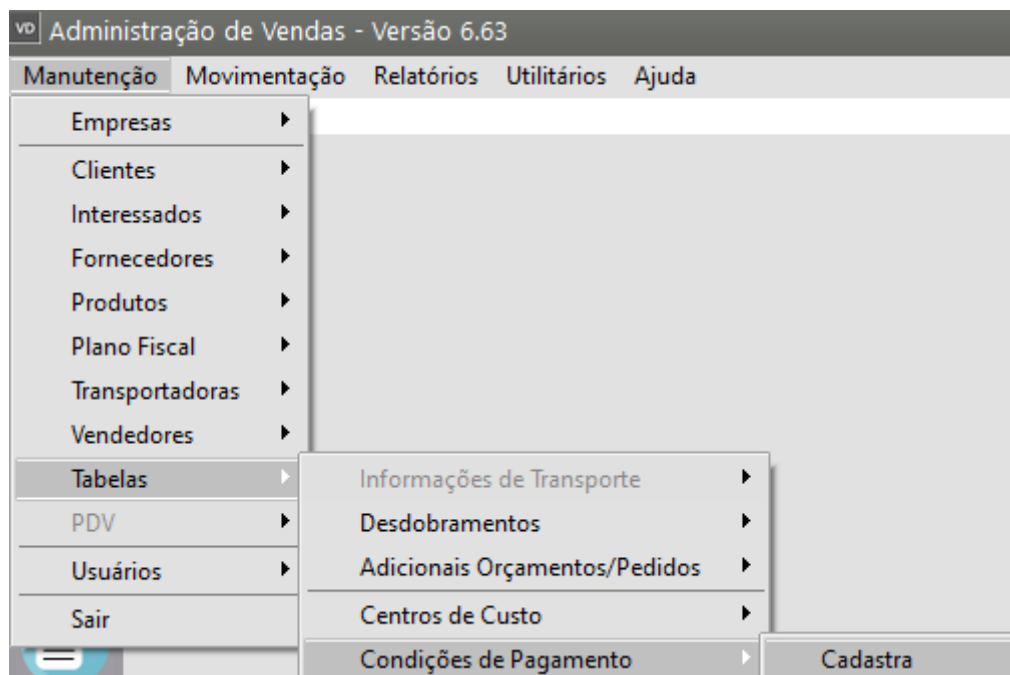 VD Administração de Vendas - Versão 6.63
Manutenção Movimentação Relatórios Utilitários Ajuda
Empresas
Clientes
Interessados
Fornecedores
Produtos
Plano Fiscal
Transportadoras
Vendedores
Tabelas
PDV
Usuários
Sair
Informações de Transporte
Desdobramentos
Adicionais Orçamentos/Pedidos
Centros de Custo
Condições de Pagamento
Cadastra